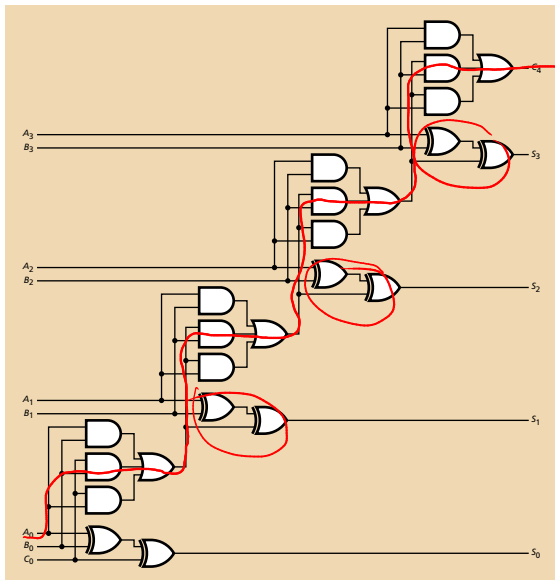 C₄
A₃
B₃
S₃
A₂
B₂
S₂
A₁
B₁
S₁
A₀
B₀
C₀
S₀